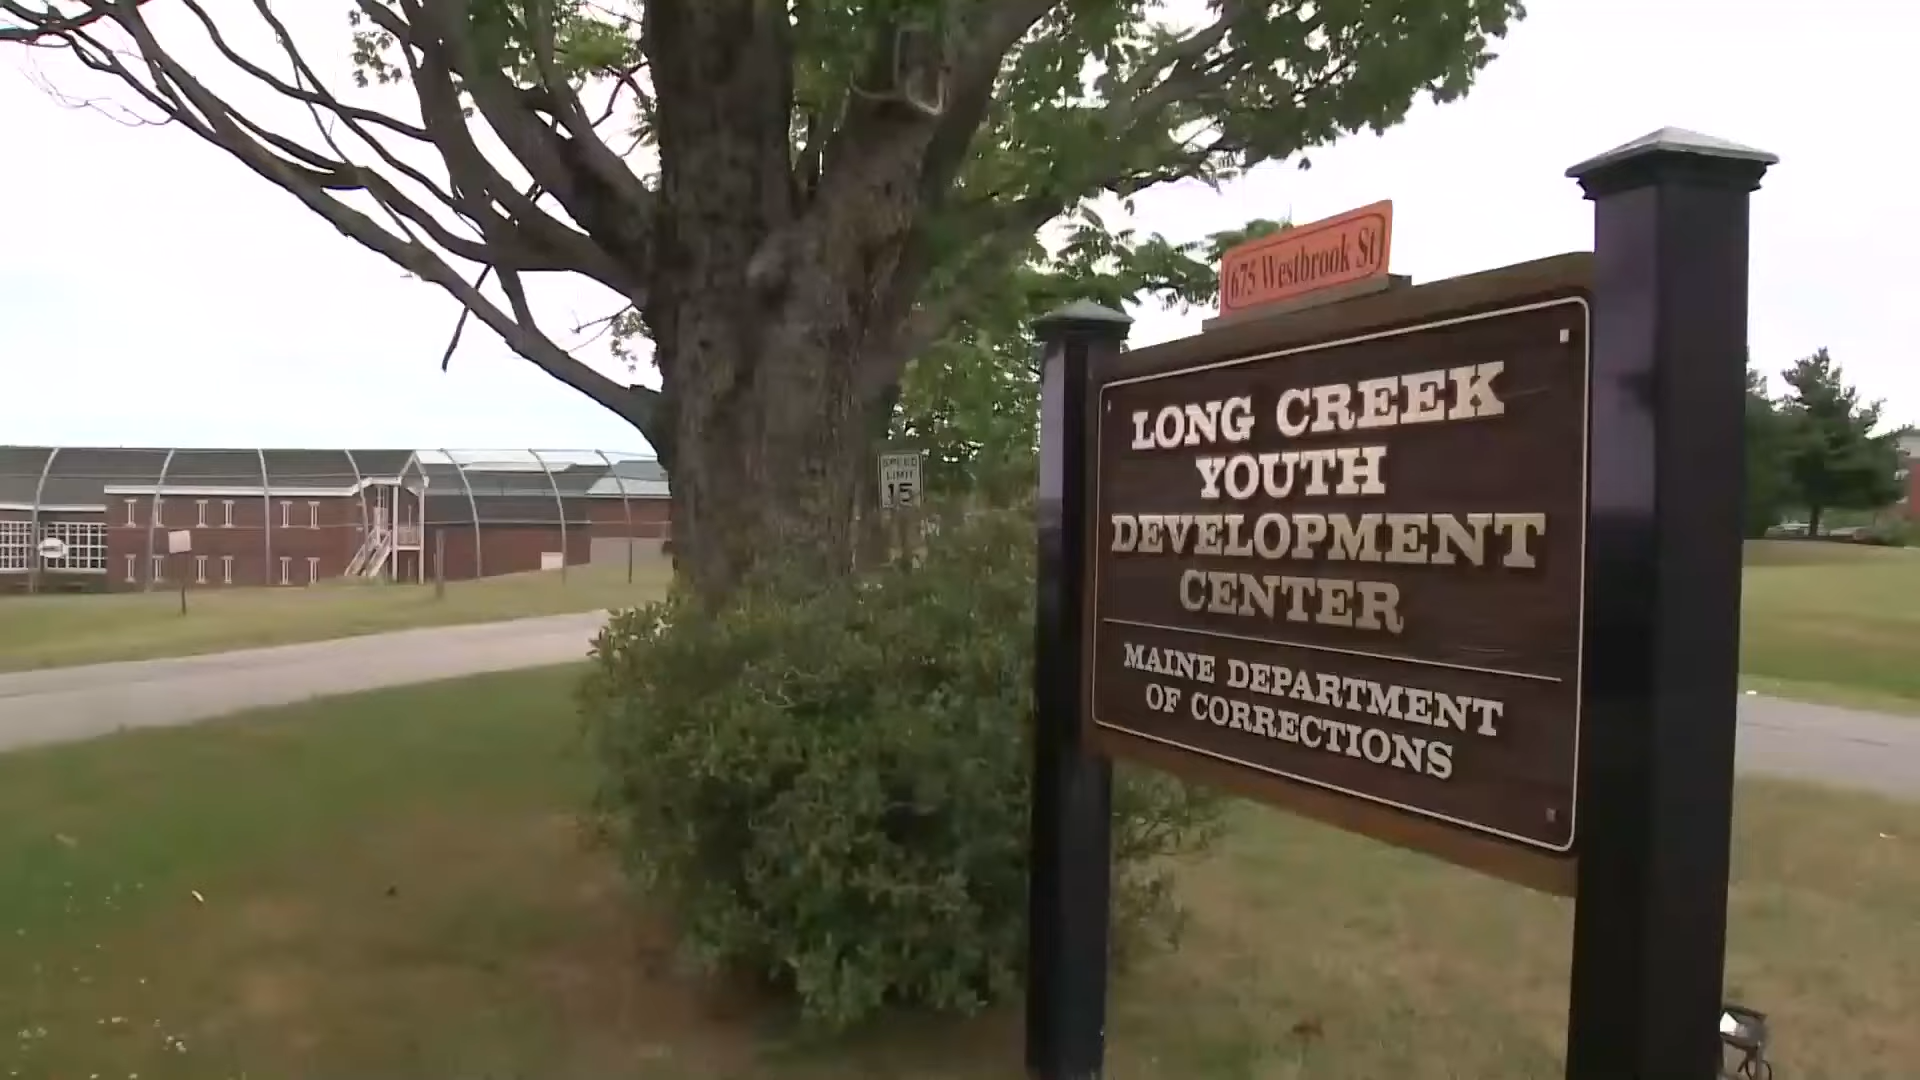 675 Westbrook St
LONG CREEK
YOUTH
DEVELOPMENT
CENTER
MAINE DEPARTMENT
OF CORRECTIONS
SPEED
LIMIT
15